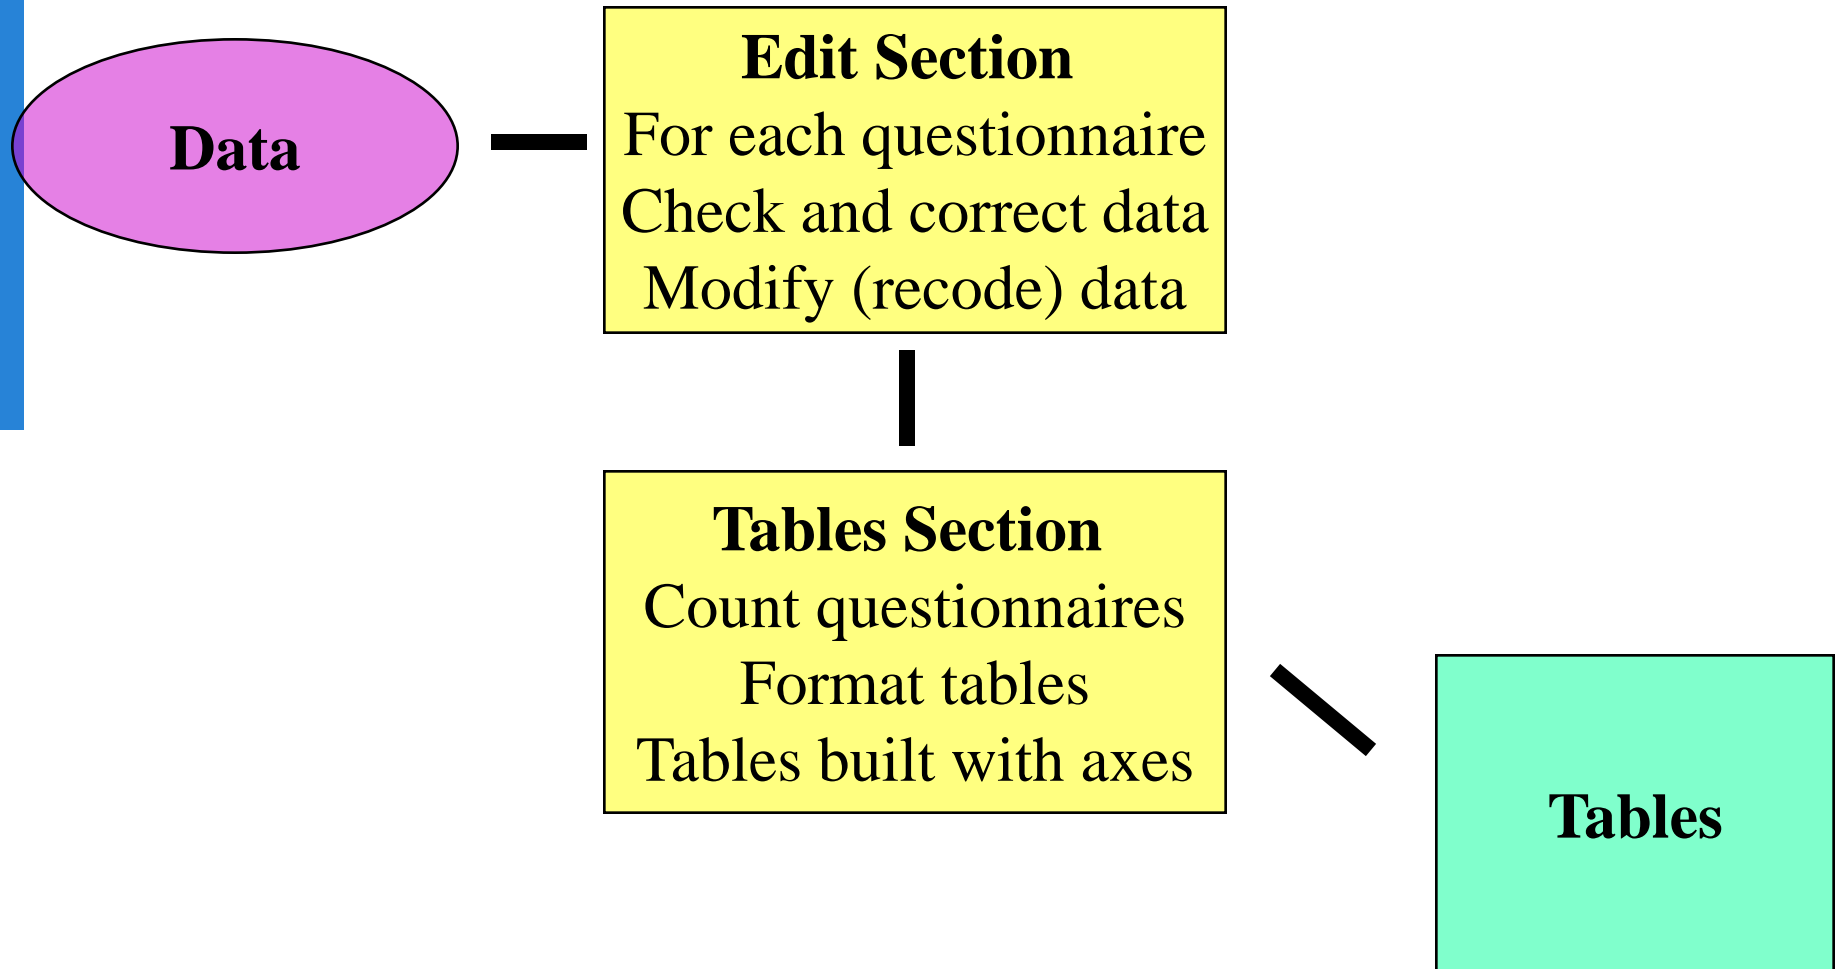 Data
Edit Section
For each questionnaire
Check and correct data
Modify (recode) data
Tables Section
Count questionnaires
Format tables
Tables built with axes
Tables